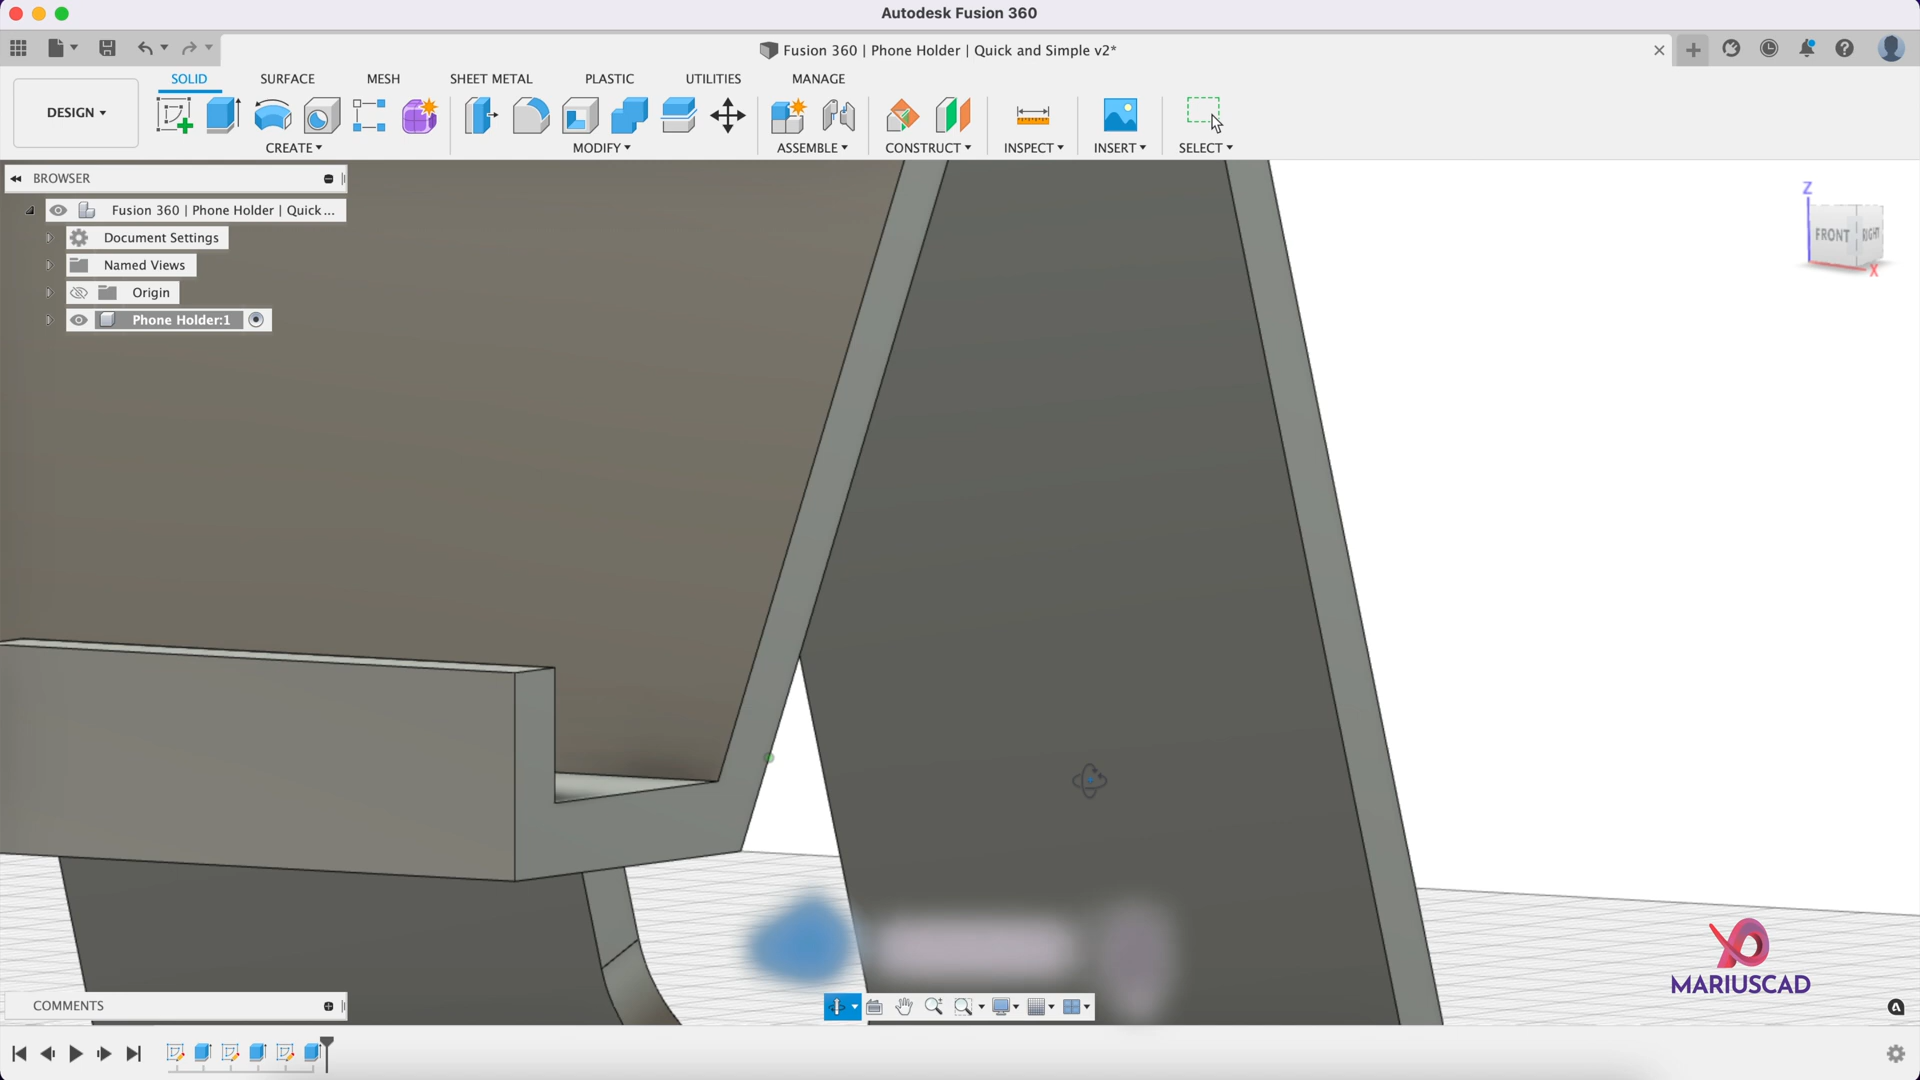 Autodesk Fusion 360
Fusion 360 | Phone Holder | Quick and Simple v2*
SOLID SURFACE MESH SHEET METAL PLASTIC UTILITIES MANAGE
DESIGN
CREATE MODIFY ASSEMBLE CONSTRUCT INSPECT INSERT SELECT
BROWSER
Fusion 360 | Phone Holder | Quick ...
Document Settings
Named Views
Origin
Phone Holder:1
Z
FRONT RIGHT
X
MARIUSCAD
COMMENTS